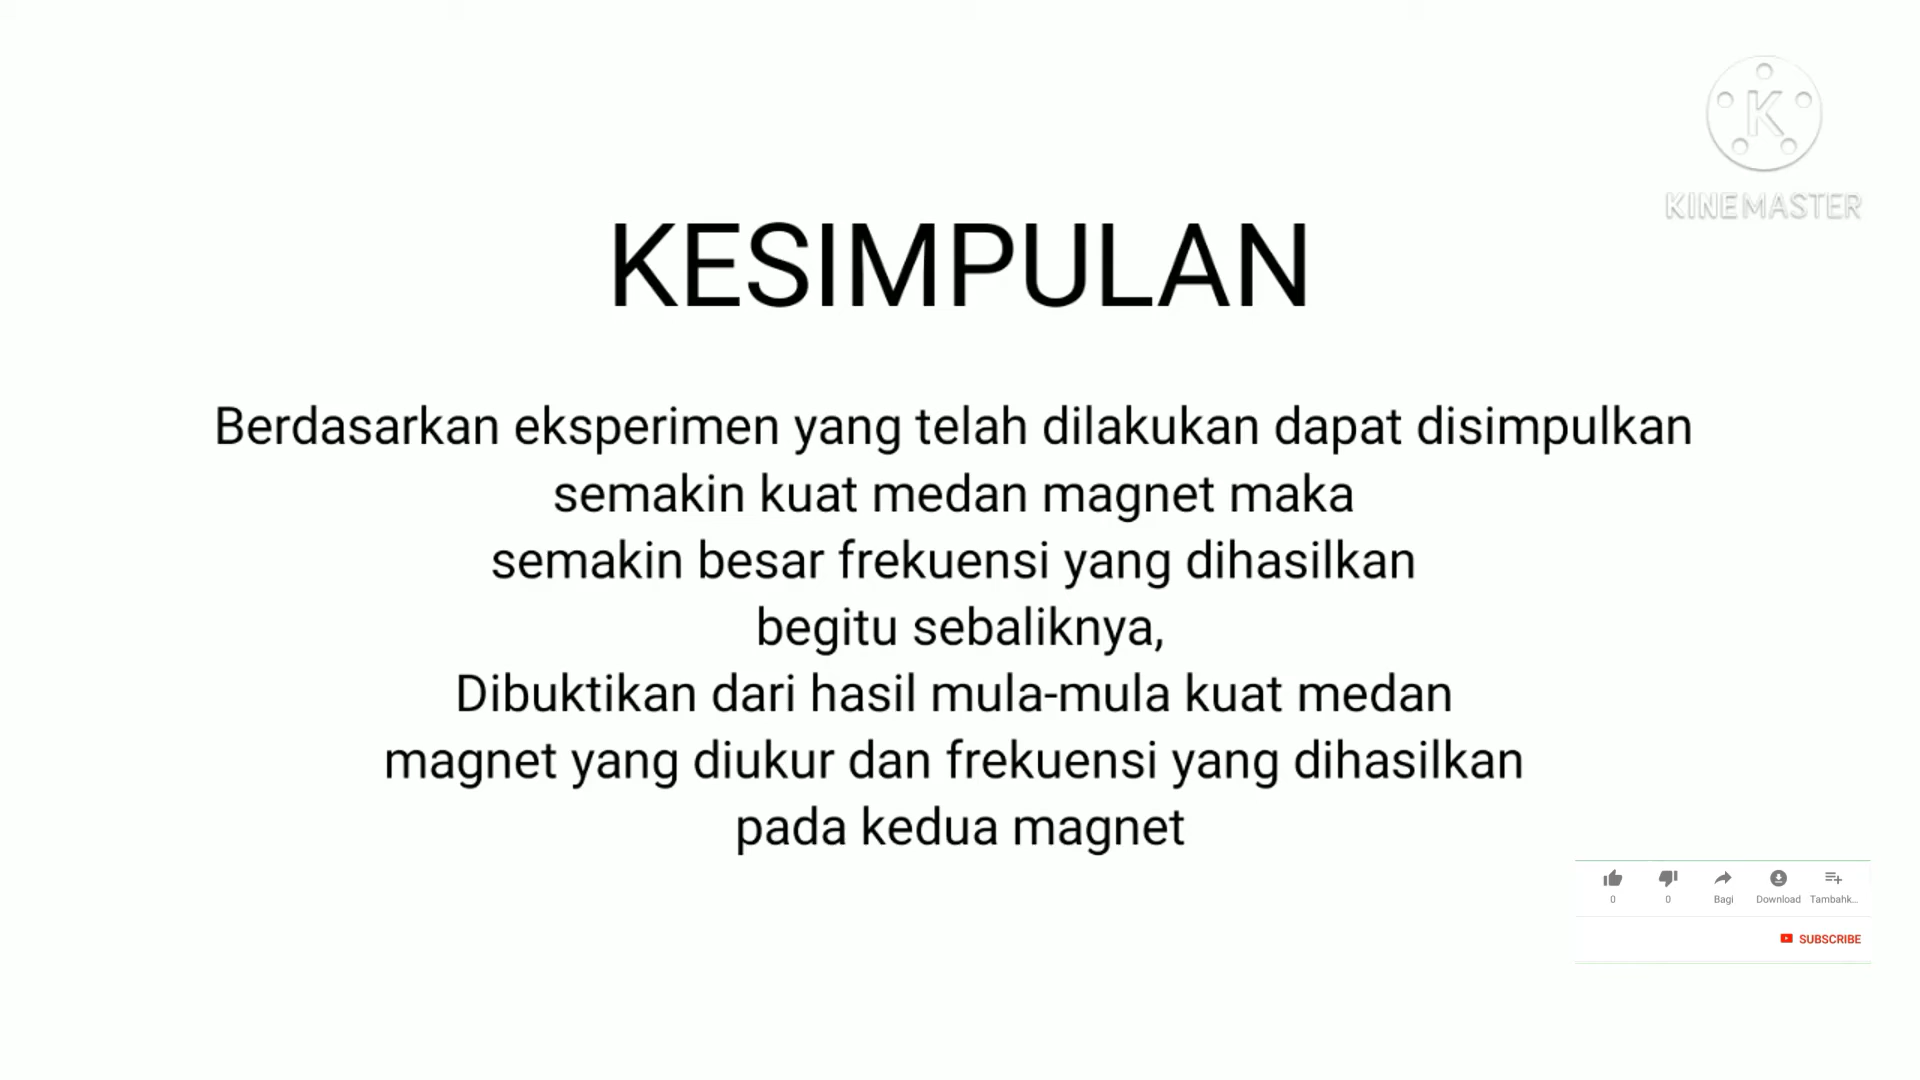 K
KINEMASTER
KESIMPULAN
Berdasarkan eksperimen yang telah dilakukan dapat disimpulkan
semakin kuat medan magnet maka
semakin besar frekuensi yang dihasilkan
begitu sebaliknya,
Dibuktikan dari hasil mula-mula kuat medan
magnet yang diukur dan frekuensi yang dihasilkan
pada kedua magnet
0 0 Bagi Download Tambahk...
SUBSCRIBE